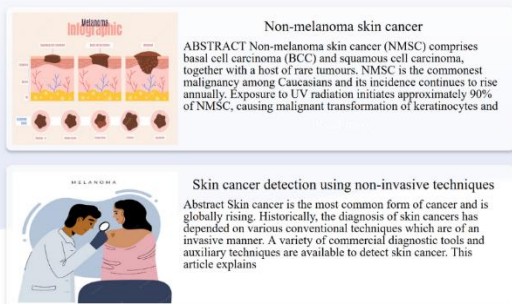 Melanoma
Infographic
Non-melanoma skin cancer
ABSTRACT Non-melanoma skin cancer (NMSC) comprises
basal cell carcinoma (BCC) and squamous cell carcinoma,
together with a host of rare tumours. NMSC is the commonest
malignancy among Caucasians and its incidence continues to rise
annually. Exposure to UV radiation initiates approximately 90%
of NMSC, causing malignant transformation of keratinocytes and
MELANOMA
Skin cancer detection using non-invasive techniques
Abstract Skin cancer is the most common form of cancer and is
globally rising. Historically, the diagnosis of skin cancers has
depended on various conventional techniques which are of an
invasive manner. A variety of commercial diagnostic tools and
auxiliary techniques are available to detect skin cancer. This
article explains